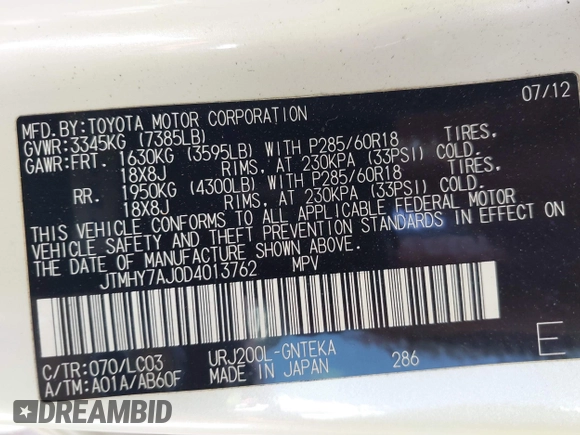 07/12
MFD.BY:TOYOTA MOTOR CORPORATION
GVWR:3345KG (7385LB)
GAWR:FRT. 1630KG (3595LB) WITH P285/60R18 TIRES,
18X8J RIMS, AT 230KPA (33PSI) COLD.
RR. 1950KG (4300LB) WITH P285/60R18 TIRES,
18X8J RIMS, AT 230KPA (33PSI) COLD.
THIS VEHICLE CONFORMS TO ALL APPLICABLE FEDERAL MOTOR
VEHICLE SAFETY AND THEFT PREVENTION STANDARDS IN EFFECT ON
THE DATE OF MANUFACTURE SHOWN ABOVE.
JTMHY7AJ0D4013762 MPV
C/TR:070/LC03 URJ200L-GNTEKA E
A/TM:A01A/AB60F MADE IN JAPAN 286
DREAMBID